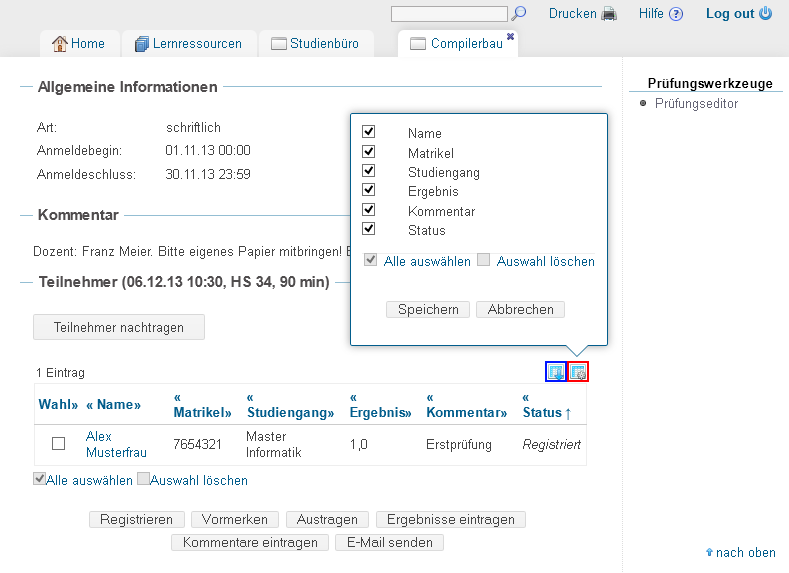 Drucken Hilfe Log out
Home Lernressourcen Studienbüro Compilerbau
Prüfungswerkzeuge
Prüfungseditor
Allgemeine Informationen
Art: schriftlich
Anmeldebegin: 01.11.13 00:00
Anmeldeschluss: 30.11.13 23:59
Kommentar
Dozent: Franz Meier. Bitte eigenes Papier mitbringen!
Teilnehmer (06.12.13 10:30, HS 34, 90 min)
Teilnehmer nachtragen
Name
Matrikel
Studiengang
Ergebnis
Kommentar
Status
Alle auswählen Auswahl löschen
Speichern Abbrechen
1 Eintrag
Wahl» « Name» « Matrikel» « Studiengang» « Ergebnis» « Kommentar» « Status ↑
Alex Musterfrau 7654321 Master Informatik 1,0 Erstprüfung Registriert
Alle auswählen Auswahl löschen
Registrieren Vormerken Austragen Ergebnisse eintragen
Kommentare eintragen E-Mail senden
nach oben